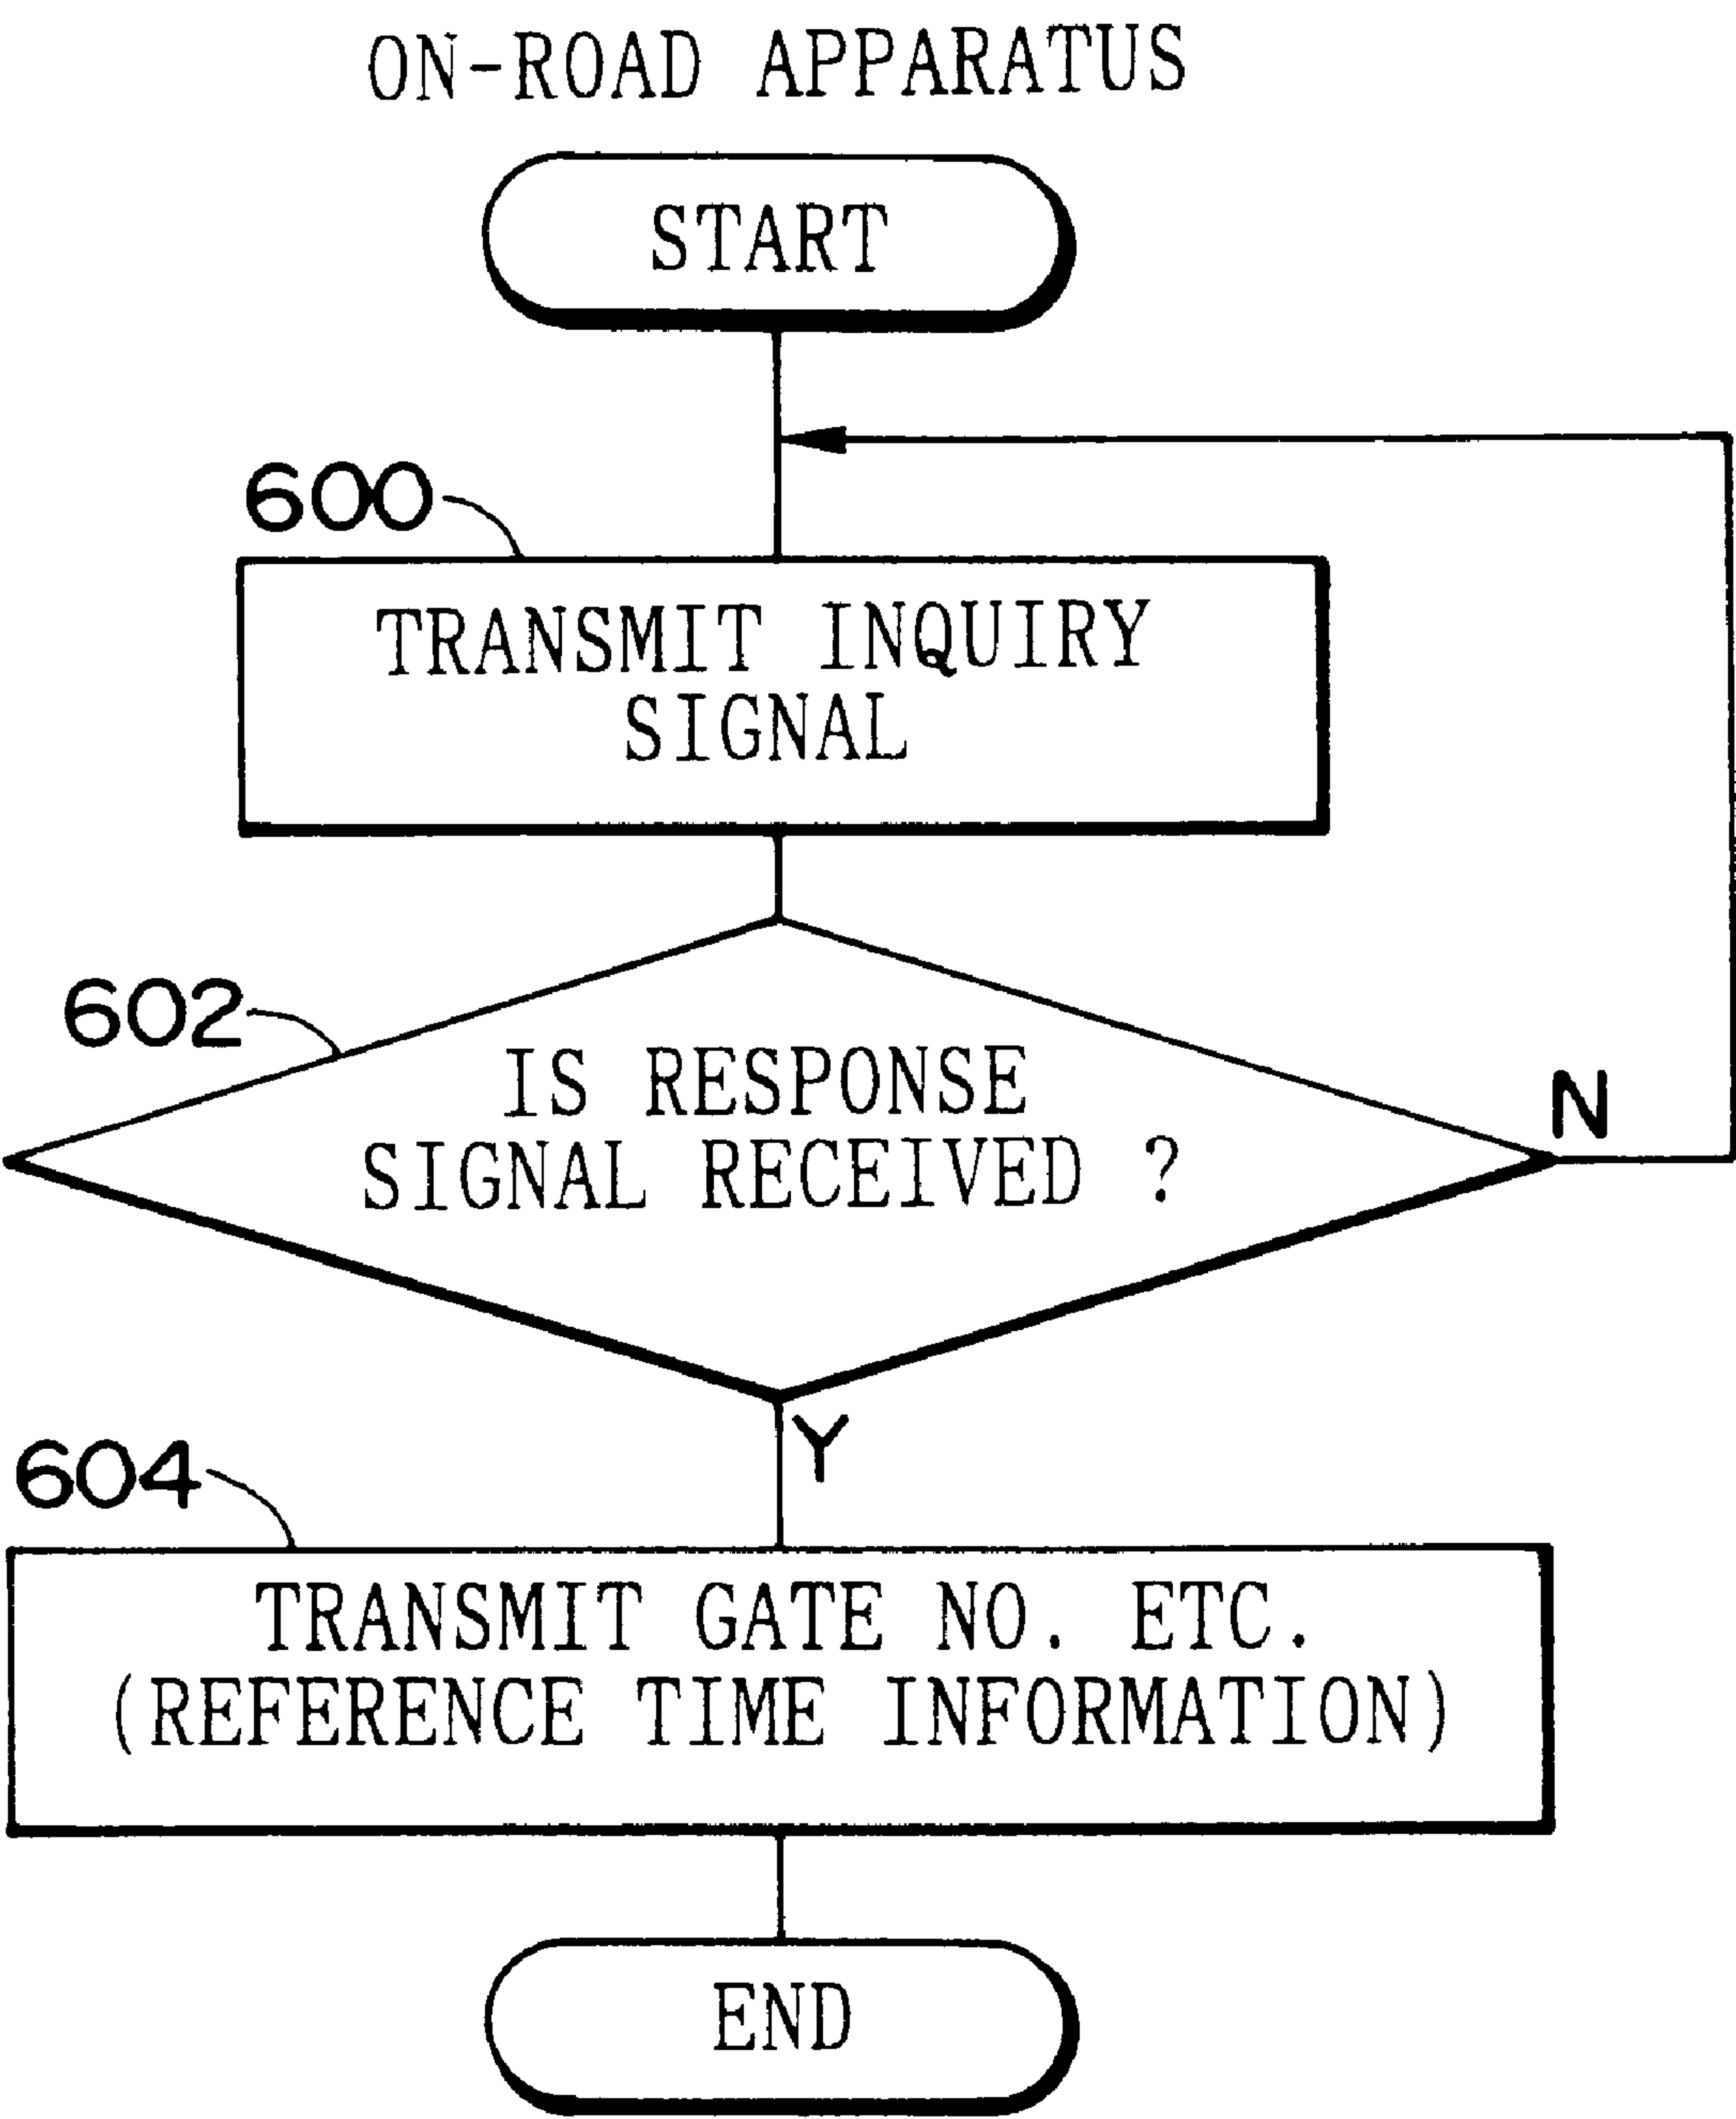 ON-ROAD APPARATUS
START
600
TRANSMIT INQUIRY
SIGNAL
602
IS RESPONSE
SIGNAL RECEIVED ?
N
Y
604
TRANSMIT GATE NO. ETC.
(REFERENCE TIME INFORMATION)
END